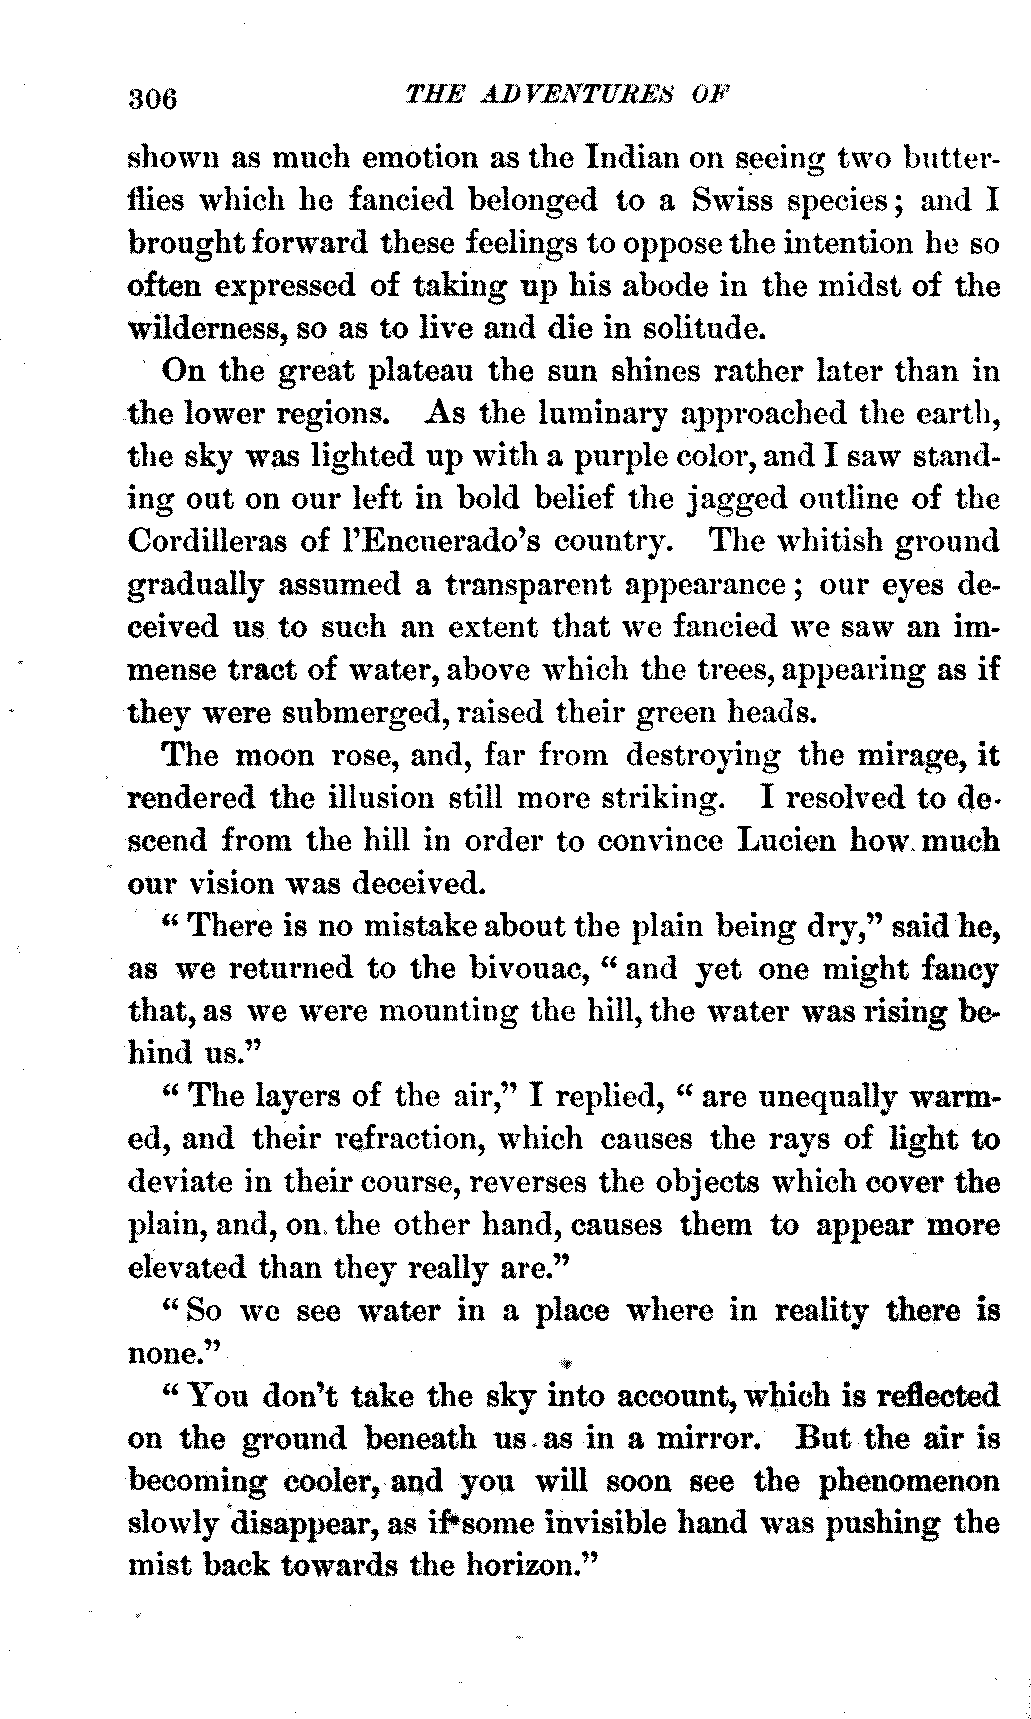 306 THE ADVENTURES OF
shown as much emotion as the Indian on seeing two butter-
flies which he fancied belonged to a Swiss species; and I
brought forward these feelings to oppose the intention he so
often expressed of taking up his abode in the midst of the
wilderness, so as to live and die in solitude.
On the great plateau the sun shines rather later than in
the lower regions. As the luminary approached the earth,
the sky was lighted up with a purple color, and I saw stand-
ing out on our left in bold belief the jagged outline of the
Cordilleras of l'Encuerado's country. The whitish ground
gradually assumed a transparent appearance; our eyes de-
ceived us to such an extent that we fancied we saw an im-
mense tract of water, above which the trees, appearing as if
they were submerged, raised their green heads.
The moon rose, and, far from destroying the mirage, it
rendered the illusion still more striking. I resolved to de-
scend from the hill in order to convince Lucien how much
our vision was deceived.
"There is no mistake about the plain being dry," said he,
as we returned to the bivouac, "and yet one might fancy
that, as we were mounting the hill, the water was rising be-
hind us."
"The layers of the air," I replied, "are unequally warm-
ed, and their refraction, which causes the rays of light to
deviate in their course, reverses the objects which cover the
plain, and, on the other hand, causes them to appear more
elevated than they really are."
"So we see water in a place where in reality there is
none."
"You don't take the sky into account, which is reflected
on the ground beneath us as in a mirror. But the air is
becoming cooler, and you will soon see the phenomenon
slowly disappear, as if some invisible hand was pushing the
mist back towards the horizon."